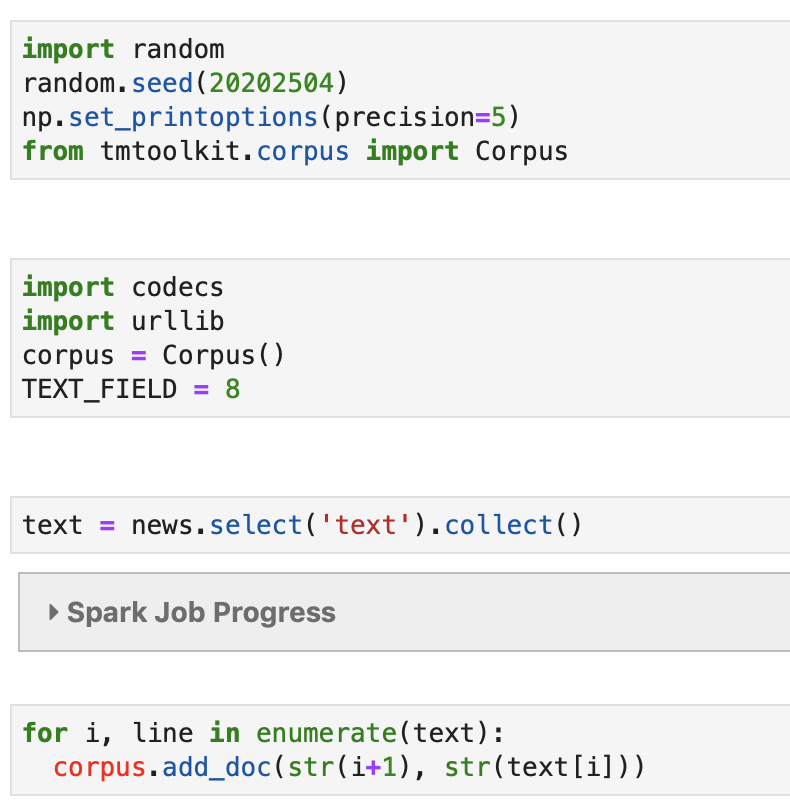 import random
random.seed(20202504)
np.set_printoptions(precision=5)
from tmtoolkit.corpus import Corpus
import codecs
import urllib
corpus = Corpus()
TEXT_FIELD = 8
text = news.select('text').collect()
Spark Job Progress
for i, line in enumerate(text):
  corpus.add_doc(str(i+1), str(text[i]))